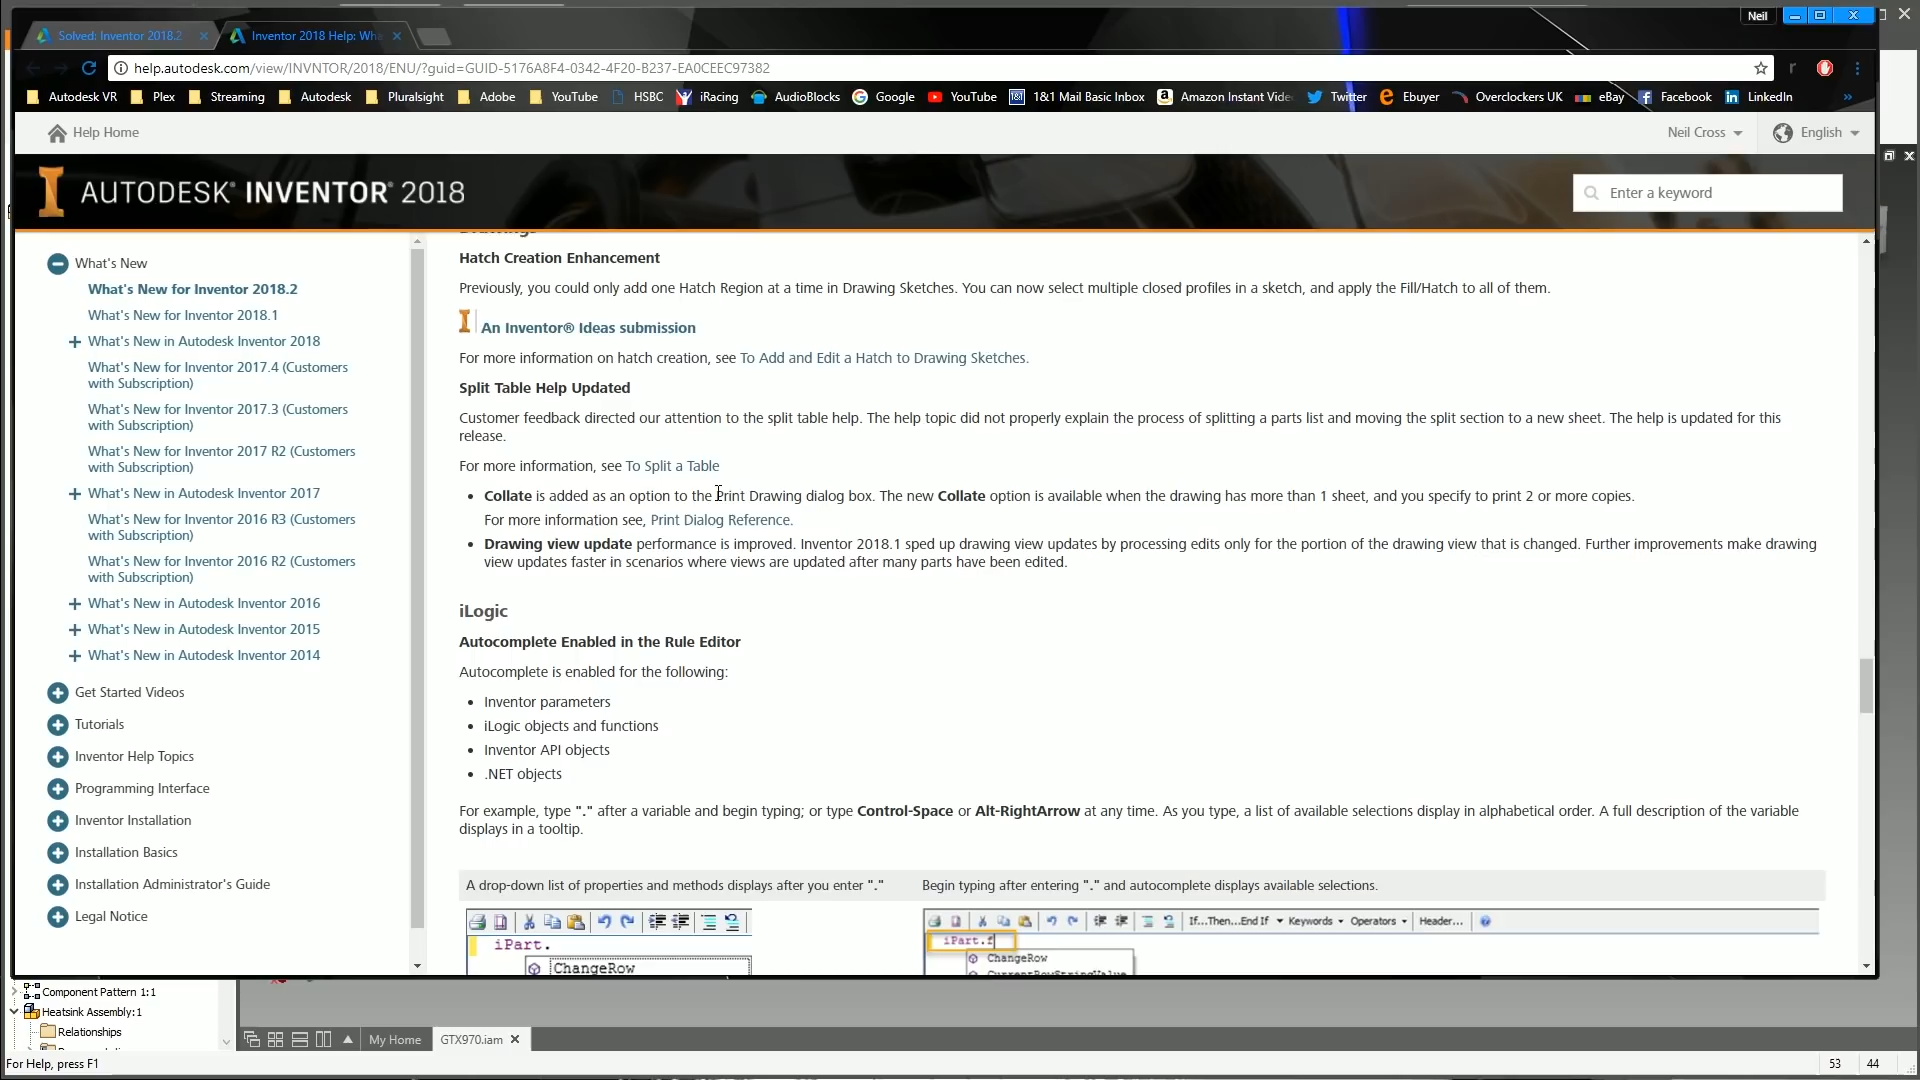 Neil
Solved: Inventor 2018.2
Inventor 2018 Help: Wha
help.autodesk.com/view/INVNTOR/2018/ENU/?guid=GUID-5176A8F4-0342-4F20-B237-EA0CEEC97382
Autodesk VR Plex Streaming Autodesk Pluralsight Adobe YouTube HSBC iRacing AudioBlocks Google YouTube 1&1 Mail Basic Inbox Amazon Instant Vide Twitter Ebuyer Overclockers UK eBay Facebook LinkedIn »
Help Home
Neil Cross
English
AUTODESK® INVENTOR® 2018
Enter a keyword
What's New
What's New for Inventor 2018.2
What's New for Inventor 2018.1
What's New in Autodesk Inventor 2018
What's New for Inventor 2017.4 (Customers
with Subscription)
What's New for Inventor 2017.3 (Customers
with Subscription)
What's New for Inventor 2017 R2 (Customers
with Subscription)
What's New in Autodesk Inventor 2017
What's New for Inventor 2016 R3 (Customers
with Subscription)
What's New for Inventor 2016 R2 (Customers
with Subscription)
What's New in Autodesk Inventor 2016
What's New in Autodesk Inventor 2015
What's New in Autodesk Inventor 2014
Get Started Videos
Tutorials
Inventor Help Topics
Programming Interface
Inventor Installation
Installation Basics
Installation Administrator's Guide
Legal Notice
Hatch Creation Enhancement
Previously, you could only add one Hatch Region at a time in Drawing Sketches. You can now select multiple closed profiles in a sketch, and apply the Fill/Hatch to all of them.
An Inventor® Ideas submission
For more information on hatch creation, see To Add and Edit a Hatch to Drawing Sketches.
Split Table Help Updated
Customer feedback directed our attention to the split table help. The help topic did not properly explain the process of splitting a parts list and moving the split section to a new sheet. The help is updated for this
release.
For more information, see To Split a Table
• Collate is added as an option to the Print Drawing dialog box. The new Collate option is available when the drawing has more than 1 sheet, and you specify to print 2 or more copies.
For more information see, Print Dialog Reference.
• Drawing view update performance is improved. Inventor 2018.1 sped up drawing view updates by processing edits only for the portion of the drawing view that is changed. Further improvements make drawing
view updates faster in scenarios where views are updated after many parts have been edited.
iLogic
Autocomplete Enabled in the Rule Editor
Autocomplete is enabled for the following:
• Inventor parameters
• iLogic objects and functions
• Inventor API objects
• .NET objects
For example, type "." after a variable and begin typing; or type Control-Space or Alt-RightArrow at any time. As you type, a list of available selections display in alphabetical order. A full description of the variable
displays in a tooltip.
A drop-down list of properties and methods displays after you enter "."
Begin typing after entering "." and autocomplete displays available selections.
iPart.
ChangeRow
If...Then...End If Keywords Operators Header...
iPart.f
ChangeRow
CurrentRowStringValue
Component Pattern 1:1
Heatsink Assembly:1
Relationships
My Home
GTX970.iam
For Help, press F1
53 44